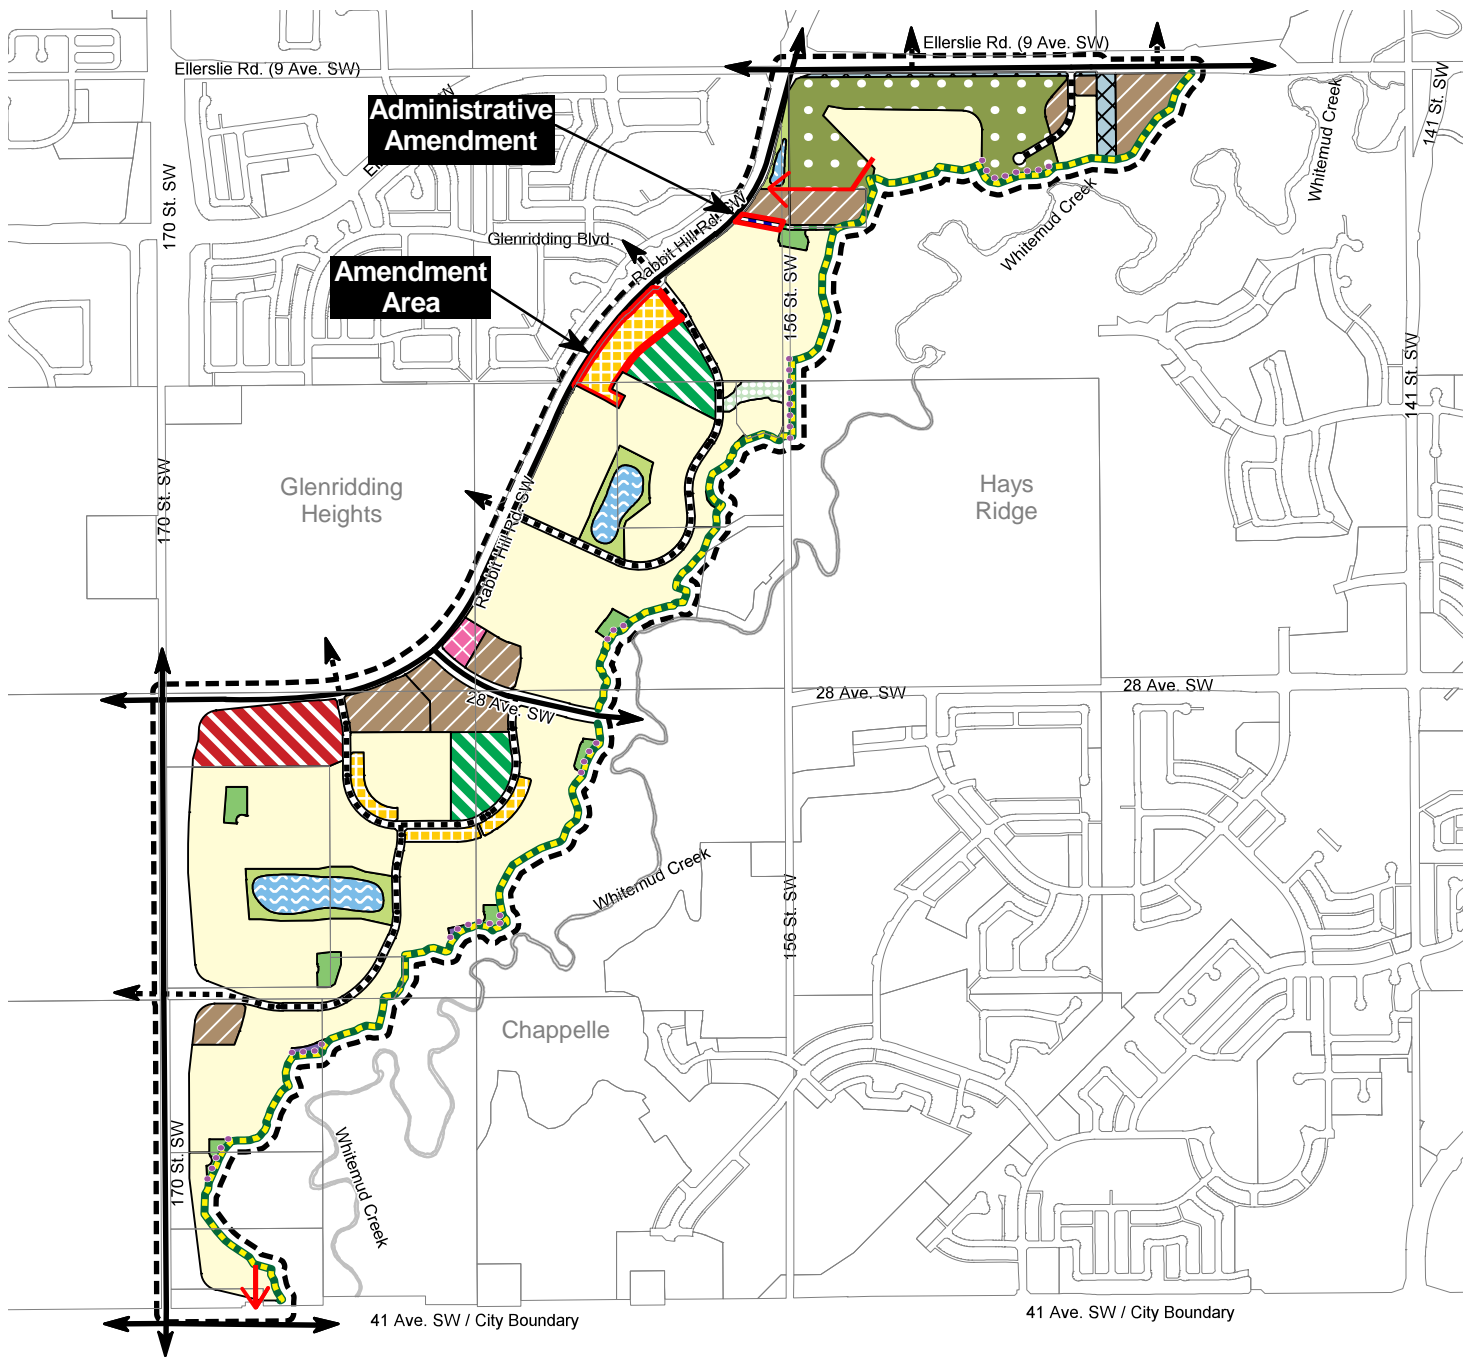 Ellerslie Rd. (9 Ave. SW)
Ellerslie Rd. (9 Ave. SW)
Administrative
Amendment
141 St. SW
Whitemud Creek
170 St. SW
Whitemud Creek
Glenridding Blvd.
Rabbit Hill Rd. SW
Amendment
Area
156 St. SW
141 St. SW
170 St. SW
Glenridding
Heights
Hays
Ridge
Rabbit Hill Rd. SW
28 Ave. SW
28 Ave. SW
28 Ave. SW
Whitemud Creek
156 St. SW
Chappelle
170 St. SW
Whitemud Creek
41 Ave. SW / City Boundary
41 Ave. SW / City Boundary